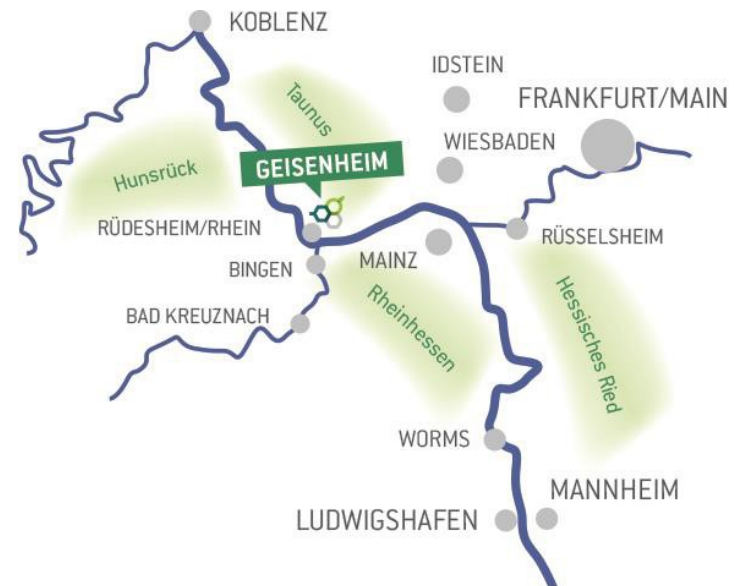 KOBLENZ
IDSTEIN
FRANKFURT/MAIN
Taunus
WIESBADEN
GEISENHEIM
Hunsrück
RÜDESHEIM/RHEIN
RÜSSELSHEIM
MAINZ
BINGEN
Rheinhessen
Hessisches Ried
BAD KREUZNACH
WORMS
MANNHEIM
LUDWIGSHAFEN